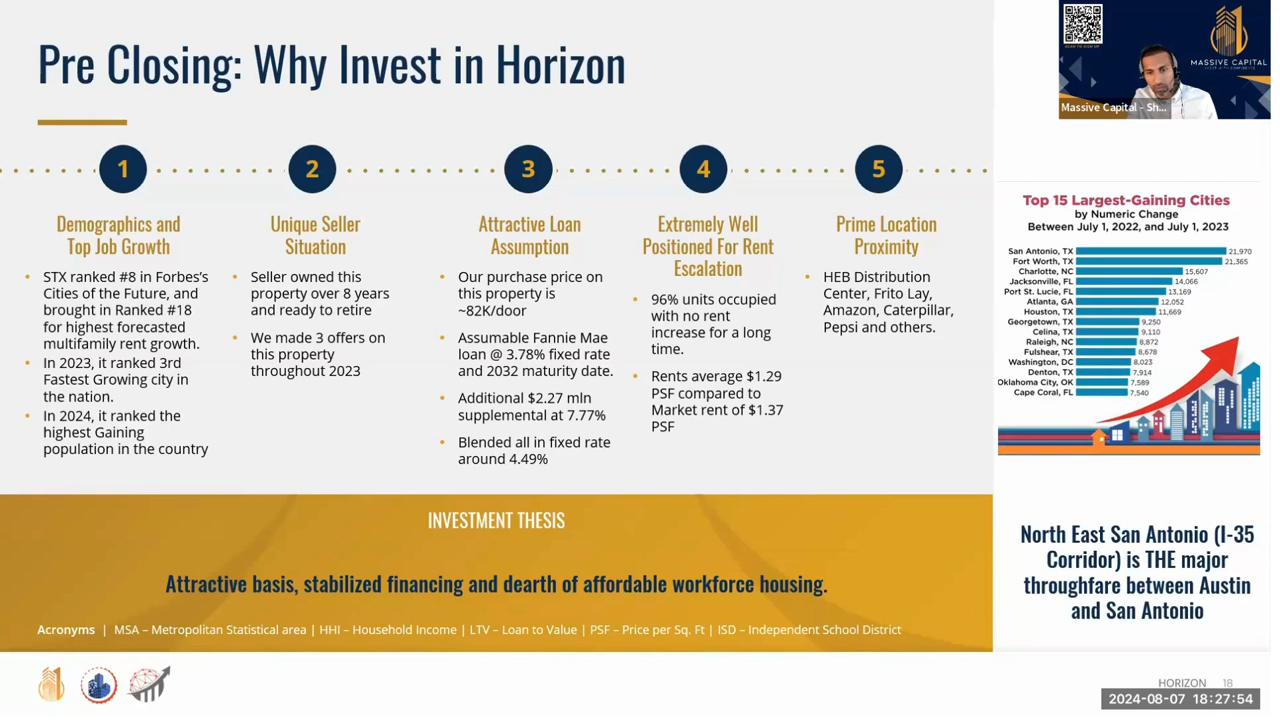 Pre Closing: Why Invest in Horizon
1
Demographics and
Top Job Growth
• STX ranked #8 in Forbes's
Cities of the Future, and
brought in Ranked #18
for highest forecasted
multifamily rent growth.
• In 2023, it ranked 3rd
Fastest Growing city in
the nation.
• In 2024, it ranked the
highest Gaining
population in the country
2
Unique Seller
Situation
• Seller owned this
property over 8 years
and ready to retire
• We made 3 offers on
this property
throughout 2023
3
Attractive Loan
Assumption
• Our purchase price on
this property is
~82K/door
• Assumable Fannie Mae
loan @ 3.78% fixed rate
and 2032 maturity date.
• Additional $2.27 mln
supplemental at 7.77%
• Blended all in fixed rate
around 4.49%
4
Extremely Well
Positioned For Rent
Escalation
• 96% units occupied
with no rent
increase for a long
time.
• Rents average $1.29
PSF compared to
Market rent of $1.37
PSF
5
Prime Location
Proximity
• HEB Distribution
Center, Frito Lay,
Amazon, Caterpillar,
Pepsi and others.
INVESTMENT THESIS
Attractive basis, stabilized financing and dearth of affordable workforce housing.
Acronyms | MSA – Metropolitan Statistical area | HHI – Household Income | LTV – Loan to Value | PSF – Price per Sq. Ft | ISD – Independent School District
MASSIVE CAPITAL
Massive Capital - Sh...
Top 15 Largest-Gaining Cities
by Numeric Change
Between July 1, 2022, and July 1, 2023
San Antonio, TX 21,970
Fort Worth, TX 21,365
Charlotte, NC 15,607
Jacksonville, FL 14,066
Port St. Lucie, FL 13,169
Atlanta, GA 12,052
Houston, TX 11,669
Georgetown, TX 9,250
Celina, TX 9,110
Raleigh, NC 8,872
Fulshear, TX 8,678
Washington, DC 8,023
Denton, TX 7,914
Oklahoma City, OK 7,589
Cape Coral, FL 7,540
North East San Antonio (I-35
Corridor) is THE major
throughfare between Austin
and San Antonio
HORIZON 18
2024-08-07 18:27:54